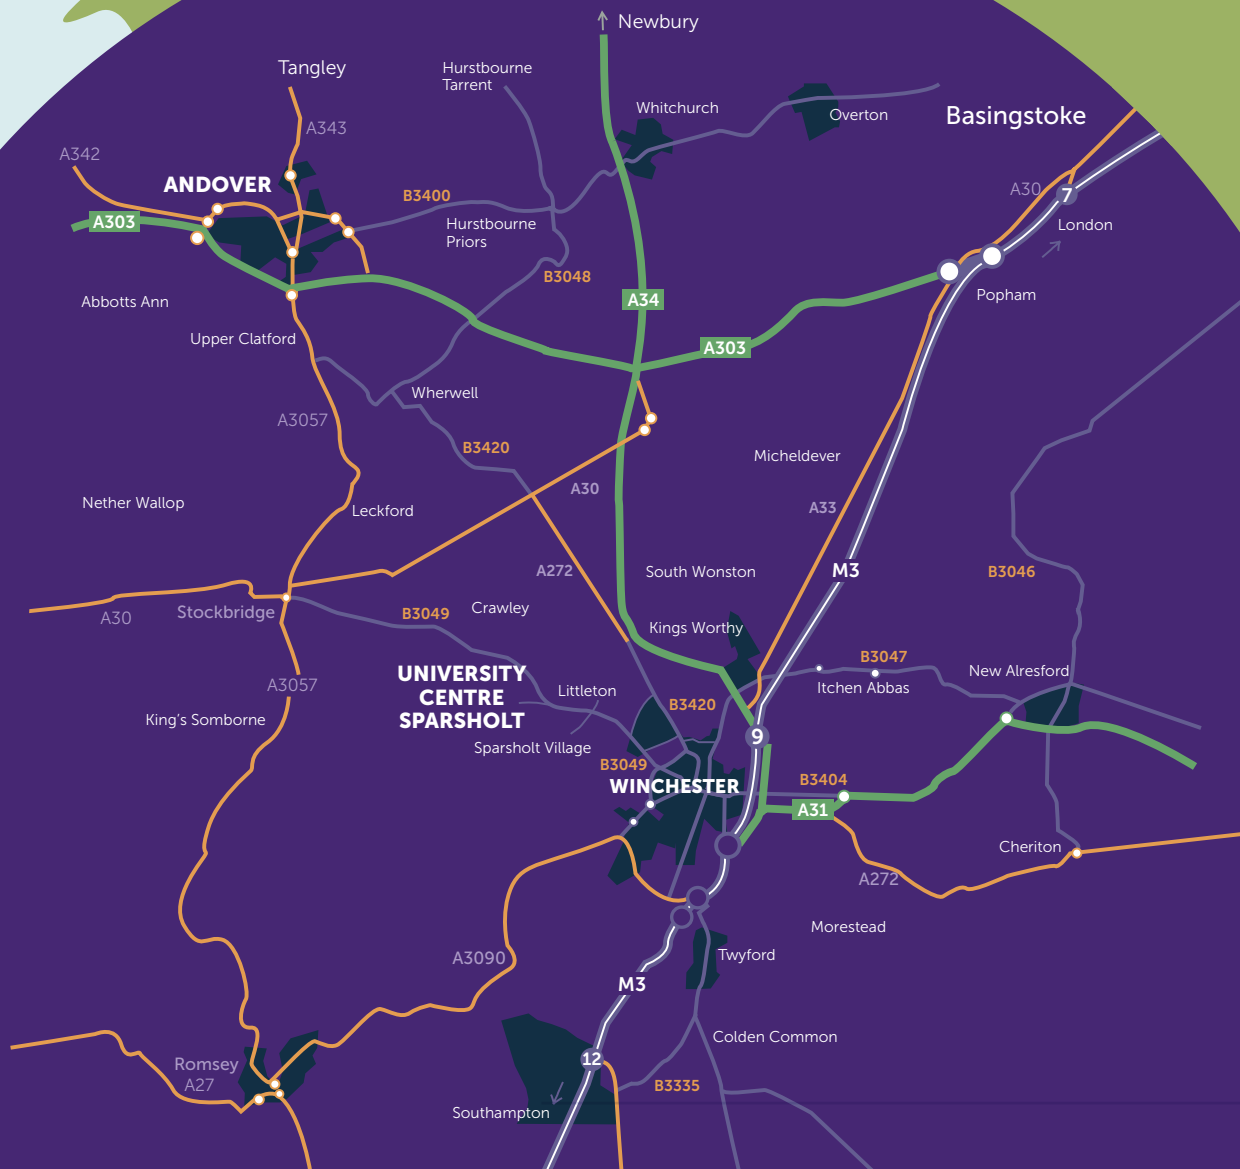 Newbury
Tangley
Hurstbourne
Tarrent
Whitchurch
Overton
Basingstoke
A343
A342
ANDOVER
A303
B3400
A30
7
London
Hurstbourne
Priors
B3048
Abbotts Ann
A34
Popham
Upper Clatford
A303
Wherwell
A3057
B3420
Micheldever
A30
Nether Wallop
Leckford
A33
A272
South Wonston
M3
B3046
A30
Stockbridge
B3049
Crawley
Kings Worthy
B3047
New Alresford
UNIVERSITY
CENTRE
SPARSHOLT
A3057
Littleton
Itchen Abbas
B3420
King's Somborne
Sparsholt Village
9
B3049
WINCHESTER
B3404
A31
Cheriton
A272
Morestead
A3090
Twyford
M3
Colden Common
Romsey
A27
12
B3335
Southampton